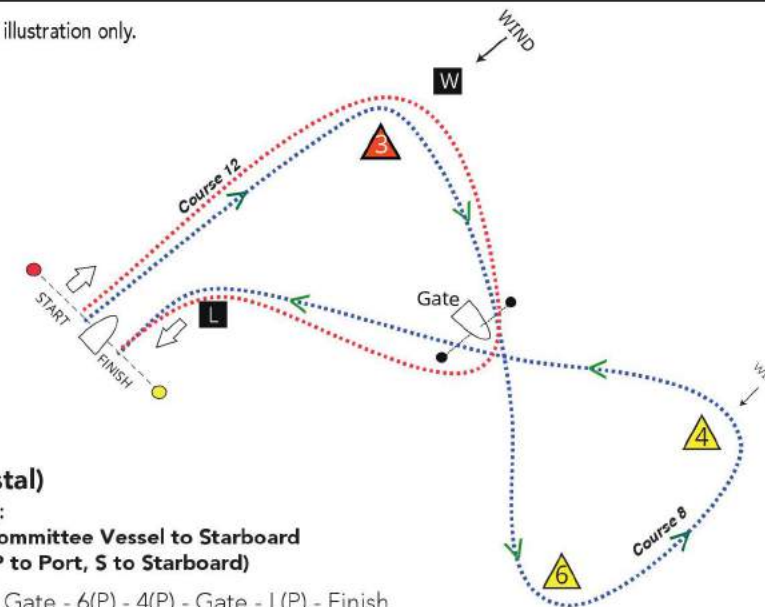 illustration only.
WIND
W
3
Course 12
Gate
START
L
FINISH
4
Course 8
6
:
ommittee Vessel to Starboard
P to Port, S to Starboard)
Gate - 6(P) - 4(P) - Gate - L(P) - Finish